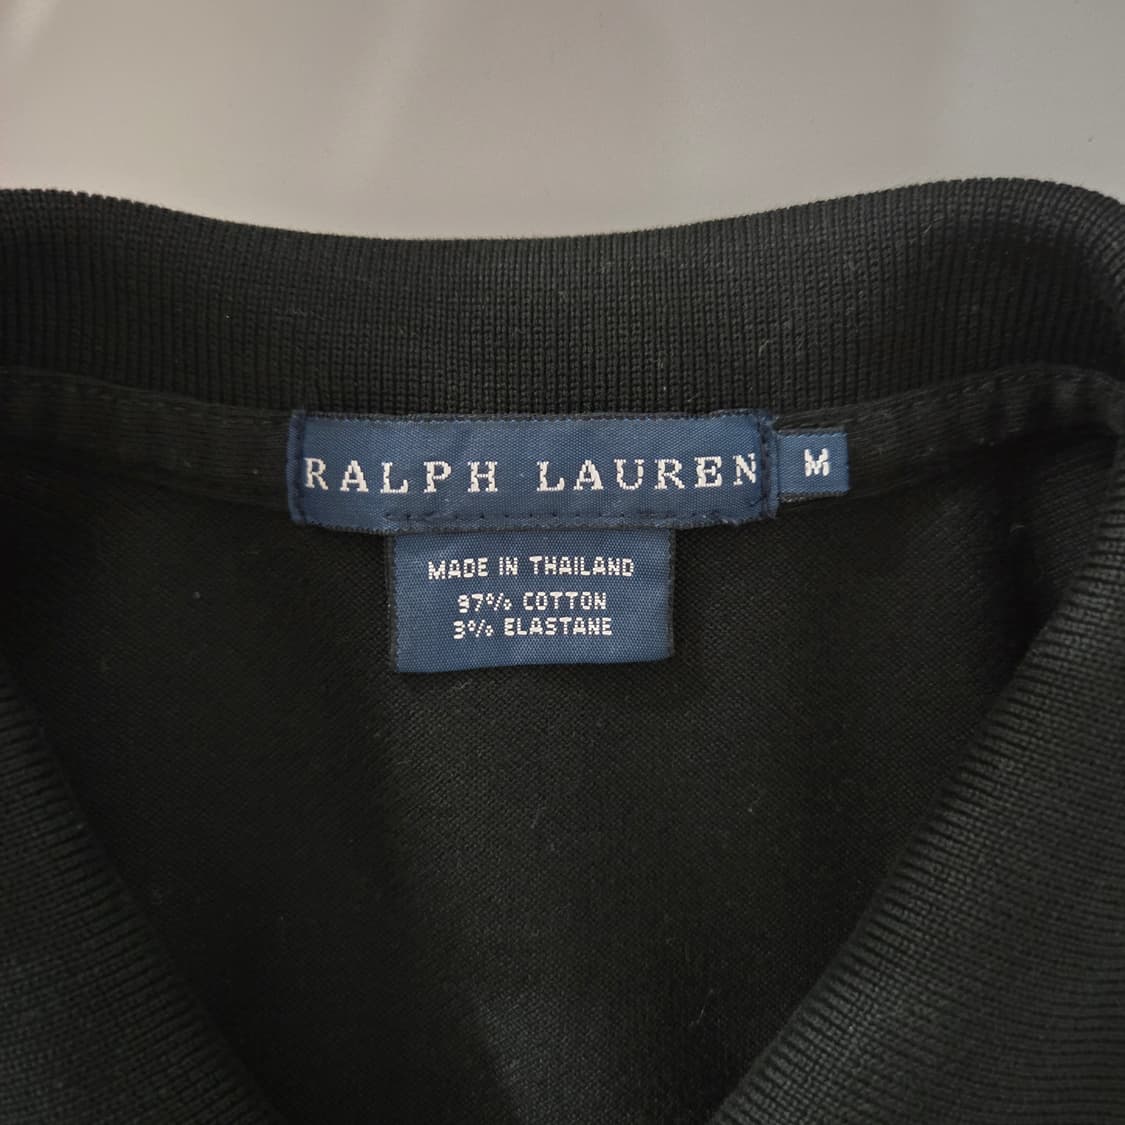 RALPH LAUREN
M
MADE IN THAILAND
97% COTTON
3% ELASTANE